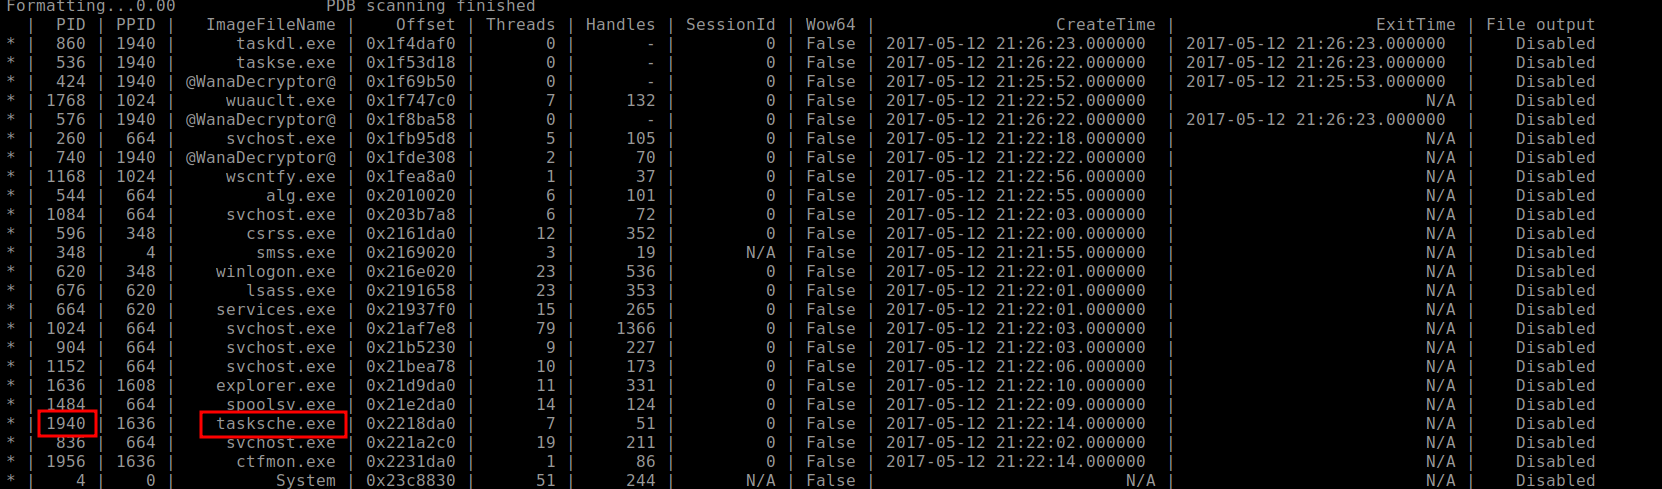 Formatting...0.00 PDB scanning finished
| PID | PPID | ImageFileName | Offset | Threads | Handles | SessionId | Wow64 | CreateTime | ExitTime | File output
* | 860 | 1940 | taskdl.exe | 0x1f4daf0 | 0 | - | 0 | False | 2017-05-12 21:26:23.000000 | 2017-05-12 21:26:23.000000 | Disabled
* | 536 | 1940 | taskse.exe | 0x1f53d18 | 0 | - | 0 | False | 2017-05-12 21:26:22.000000 | 2017-05-12 21:26:23.000000 | Disabled
* | 424 | 1940 | @WanaDecryptor@ | 0x1f69b50 | 0 | - | 0 | False | 2017-05-12 21:25:52.000000 | 2017-05-12 21:25:53.000000 | Disabled
* | 1768 | 1024 | wuauclt.exe | 0x1f747c0 | 7 | 132 | 0 | False | 2017-05-12 21:22:52.000000 | N/A | Disabled
* | 576 | 1940 | @WanaDecryptor@ | 0x1f8ba58 | 0 | - | 0 | False | 2017-05-12 21:26:22.000000 | 2017-05-12 21:26:23.000000 | Disabled
* | 260 | 664 | svchost.exe | 0x1fb95d8 | 5 | 105 | 0 | False | 2017-05-12 21:22:18.000000 | N/A | Disabled
* | 740 | 1940 | @WanaDecryptor@ | 0x1fde308 | 2 | 70 | 0 | False | 2017-05-12 21:22:22.000000 | N/A | Disabled
* | 1168 | 1024 | wscntfy.exe | 0x1fea8a0 | 1 | 37 | 0 | False | 2017-05-12 21:22:56.000000 | N/A | Disabled
* | 544 | 664 | alg.exe | 0x2010020 | 6 | 101 | 0 | False | 2017-05-12 21:22:55.000000 | N/A | Disabled
* | 1084 | 664 | svchost.exe | 0x203b7a8 | 6 | 72 | 0 | False | 2017-05-12 21:22:03.000000 | N/A | Disabled
* | 596 | 348 | csrss.exe | 0x2161da0 | 12 | 352 | 0 | False | 2017-05-12 21:22:00.000000 | N/A | Disabled
* | 348 | 4 | smss.exe | 0x2169020 | 3 | 19 | N/A | False | 2017-05-12 21:21:55.000000 | N/A | Disabled
* | 620 | 348 | winlogon.exe | 0x216e020 | 23 | 536 | 0 | False | 2017-05-12 21:22:01.000000 | N/A | Disabled
* | 676 | 620 | lsass.exe | 0x2191658 | 23 | 353 | 0 | False | 2017-05-12 21:22:01.000000 | N/A | Disabled
* | 664 | 620 | services.exe | 0x21937f0 | 15 | 265 | 0 | False | 2017-05-12 21:22:01.000000 | N/A | Disabled
* | 1024 | 664 | svchost.exe | 0x21af7e8 | 79 | 1366 | 0 | False | 2017-05-12 21:22:03.000000 | N/A | Disabled
* | 904 | 664 | svchost.exe | 0x21b5230 | 9 | 227 | 0 | False | 2017-05-12 21:22:03.000000 | N/A | Disabled
* | 1152 | 664 | svchost.exe | 0x21bea78 | 10 | 173 | 0 | False | 2017-05-12 21:22:06.000000 | N/A | Disabled
* | 1636 | 1608 | explorer.exe | 0x21d9da0 | 11 | 331 | 0 | False | 2017-05-12 21:22:10.000000 | N/A | Disabled
* | 1484 | 664 | spoolsv.exe | 0x21e2da0 | 14 | 124 | 0 | False | 2017-05-12 21:22:09.000000 | N/A | Disabled
* | 1940 | 1636 | tasksche.exe | 0x2218da0 | 7 | 51 | 0 | False | 2017-05-12 21:22:14.000000 | N/A | Disabled
* | 836 | 664 | svchost.exe | 0x221a2c0 | 19 | 211 | 0 | False | 2017-05-12 21:22:02.000000 | N/A | Disabled
* | 1956 | 1636 | ctfmon.exe | 0x2231da0 | 1 | 86 | 0 | False | 2017-05-12 21:22:14.000000 | N/A | Disabled
* | 4 | 0 | System | 0x23c8830 | 51 | 244 | N/A | False | N/A | N/A | Disabled